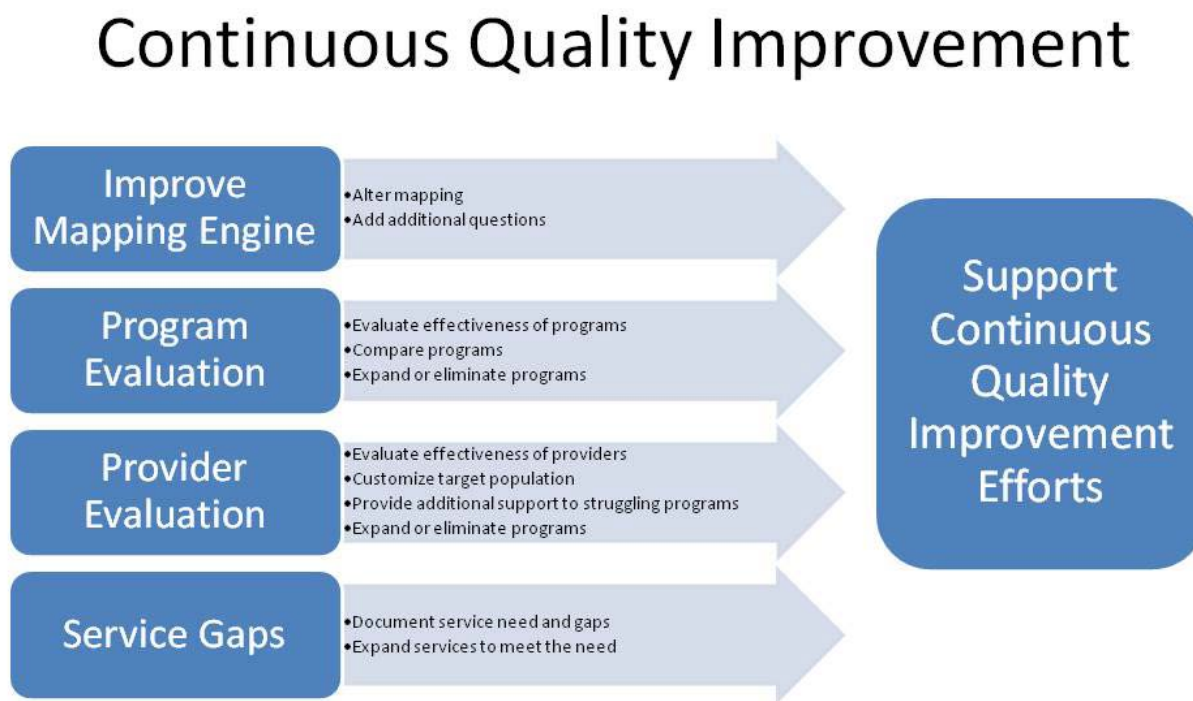 Continuous Quality Improvement
Improve
Mapping Engine
•Alter mapping
•Add additional questions
Program
Evaluation
•Evaluate effectiveness of programs
•Compare programs
•Expand or eliminate programs
Provider
Evaluation
•Evaluate effectiveness of providers
•Customize target population
•Provide additional support to struggling programs
•Expand or eliminate programs
Service Gaps
•Document service need and gaps
•Expand services to meet the need
Support
Continuous
Quality
Improvement
Efforts